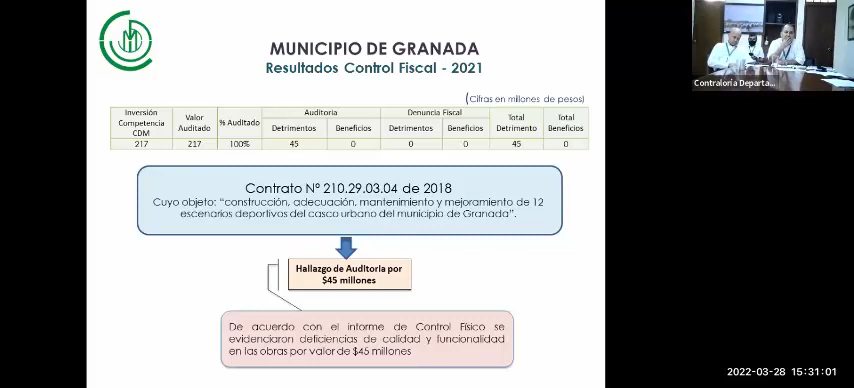 MUNICIPIO DE GRANADA
Resultados Control Fiscal - 2021
(Cifras en millones de pesos)
Inversión Competencia CDM
Valor Auditado
% Auditado
Auditoria
Denuncia Fiscal
Total Detrimento
Total Beneficios
Detrimentos
Beneficios
Detrimentos
Beneficios
217 217 100% 45 0 0 0 45 0
Contrato Nº 210.29.03.04 de 2018
Cuyo objeto: “construcción, adecuación, mantenimiento y mejoramiento de 12
escenarios deportivos del casco urbano del municipio de Granada”.
Hallazgo de Auditoria por
$45 millones
De acuerdo con el informe de Control Físico se
evidenciaron deficiencias de calidad y funcionalidad
en las obras por valor de $45 millones
Contraloría Departa...
2022-03-28 15:31:01